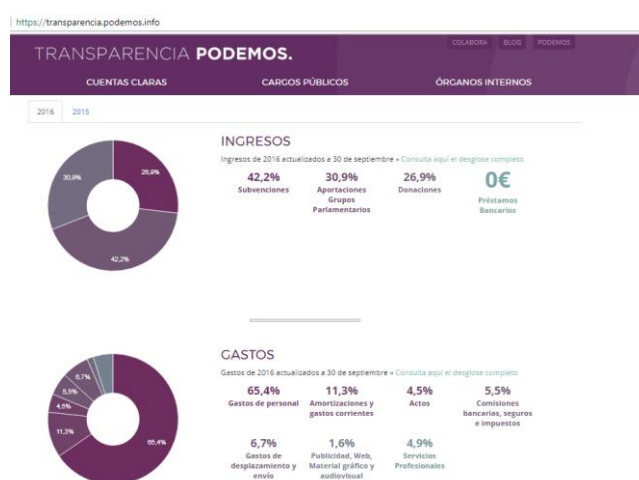 https://transparencia.podemos.info
COLABORA BLOG PODEMOS
TRANSPARENCIA PODEMOS.
CUENTAS CLARAS CARGOS PÚBLICOS ÓRGANOS INTERNOS
2016 2015
INGRESOS
Ingresos de 2016 actualizados a 30 de septiembre » Consulta aquí el desglose completo
42,2% 30,9% 26,9% 0€
Subvenciones Aportaciones Donaciones Préstamos
Grupos Bancarios
Parlamentarios
30,9% 26,9%
42,2%
GASTOS
Gastos de 2016 actualizados a 30 de septiembre » Consulta aquí el desglose completo
65,4% 11,3% 4,5% 5,5%
Gastos de personal Amortizaciones y Actos Comisiones
gastos corrientes bancarias, seguros
e impuestos
6,7% 1,6% 4,9%
Gastos de Publicidad, Web, Servicios
desplazamiento y Material gráfico y Profesionales
envío audiovisual
6,7%
5,5%
4,5%
11,3%
65,4%